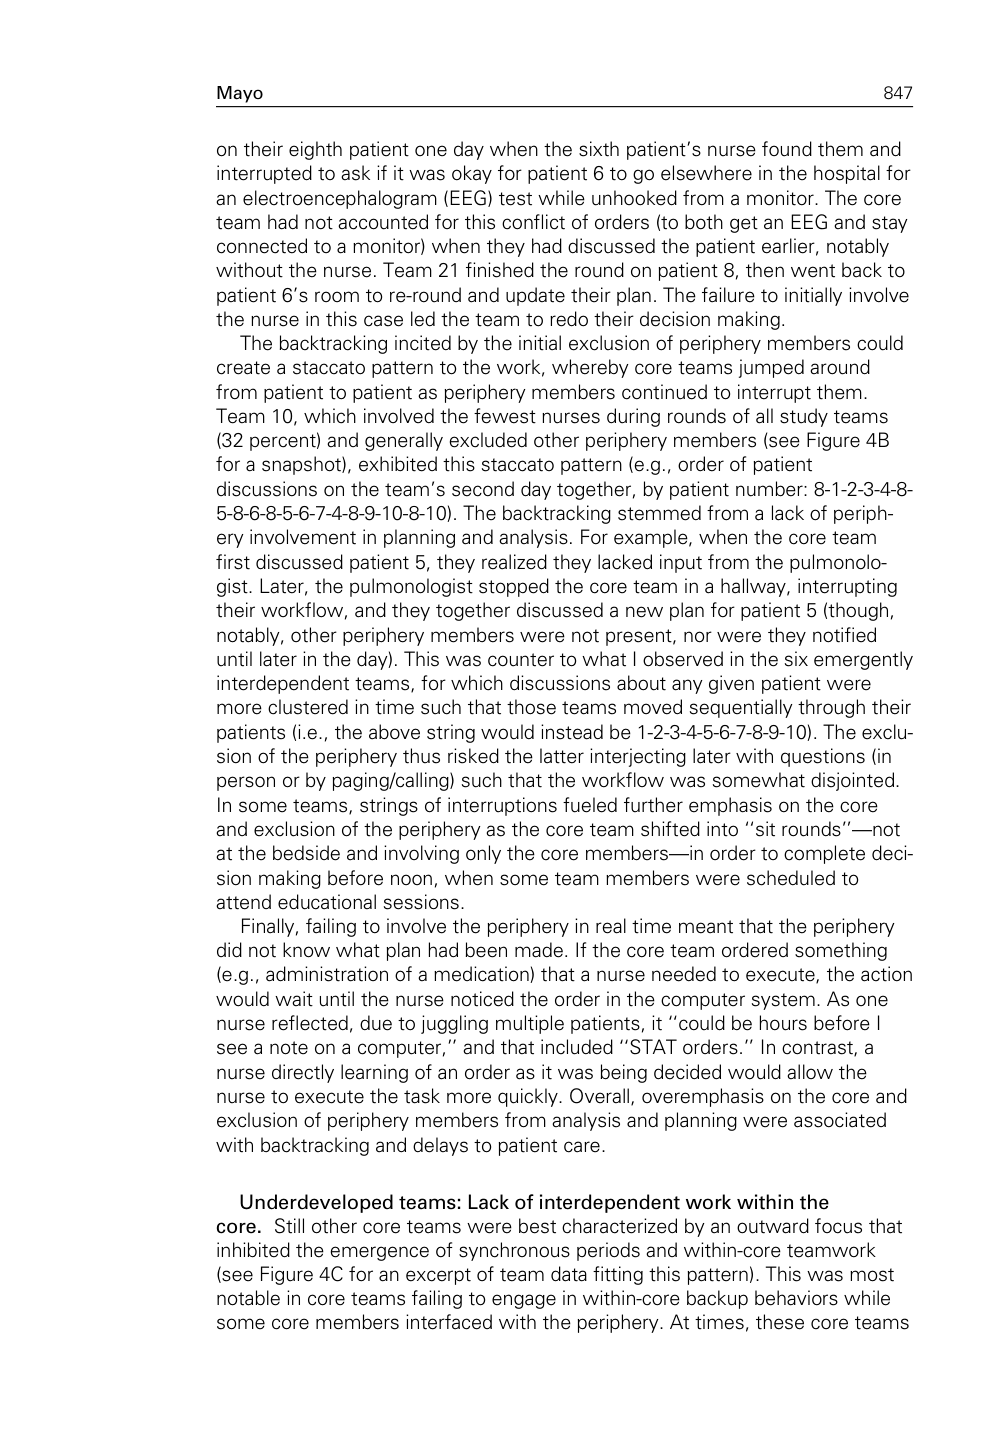 Mayo 847
on their eighth patient one day when the sixth patient's nurse found them and
interrupted to ask if it was okay for patient 6 to go elsewhere in the hospital for
an electroencephalogram (EEG) test while unhooked from a monitor. The core
team had not accounted for this conflict of orders (to both get an EEG and stay
connected to a monitor) when they had discussed the patient earlier, notably
without the nurse. Team 21 finished the round on patient 8, then went back to
patient 6's room to re-round and update their plan. The failure to initially involve
the nurse in this case led the team to redo their decision making.
The backtracking incited by the initial exclusion of periphery members could
create a staccato pattern to the work, whereby core teams jumped around
from patient to patient as periphery members continued to interrupt them.
Team 10, which involved the fewest nurses during rounds of all study teams
(32 percent) and generally excluded other periphery members (see Figure 4B
for a snapshot), exhibited this staccato pattern (e.g., order of patient
discussions on the team's second day together, by patient number: 8-1-2-3-4-8-
5-8-6-8-5-6-7-4-8-9-10-8-10). The backtracking stemmed from a lack of periph-
ery involvement in planning and analysis. For example, when the core team
first discussed patient 5, they realized they lacked input from the pulmonolo-
gist. Later, the pulmonologist stopped the core team in a hallway, interrupting
their workflow, and they together discussed a new plan for patient 5 (though,
notably, other periphery members were not present, nor were they notified
until later in the day). This was counter to what I observed in the six emergently
interdependent teams, for which discussions about any given patient were
more clustered in time such that those teams moved sequentially through their
patients (i.e., the above string would instead be 1-2-3-4-5-6-7-8-9-10). The exclu-
sion of the periphery thus risked the latter interjecting later with questions (in
person or by paging/calling) such that the workflow was somewhat disjointed.
In some teams, strings of interruptions fueled further emphasis on the core
and exclusion of the periphery as the core team shifted into ''sit rounds''—not
at the bedside and involving only the core members—in order to complete deci-
sion making before noon, when some team members were scheduled to
attend educational sessions.
Finally, failing to involve the periphery in real time meant that the periphery
did not know what plan had been made. If the core team ordered something
(e.g., administration of a medication) that a nurse needed to execute, the action
would wait until the nurse noticed the order in the computer system. As one
nurse reflected, due to juggling multiple patients, it ''could be hours before I
see a note on a computer,'' and that included ''STAT orders.'' In contrast, a
nurse directly learning of an order as it was being decided would allow the
nurse to execute the task more quickly. Overall, overemphasis on the core and
exclusion of periphery members from analysis and planning were associated
with backtracking and delays to patient care.
Underdeveloped teams: Lack of interdependent work within the
core. Still other core teams were best characterized by an outward focus that
inhibited the emergence of synchronous periods and within-core teamwork
(see Figure 4C for an excerpt of team data fitting this pattern). This was most
notable in core teams failing to engage in within-core backup behaviors while
some core members interfaced with the periphery. At times, these core teams